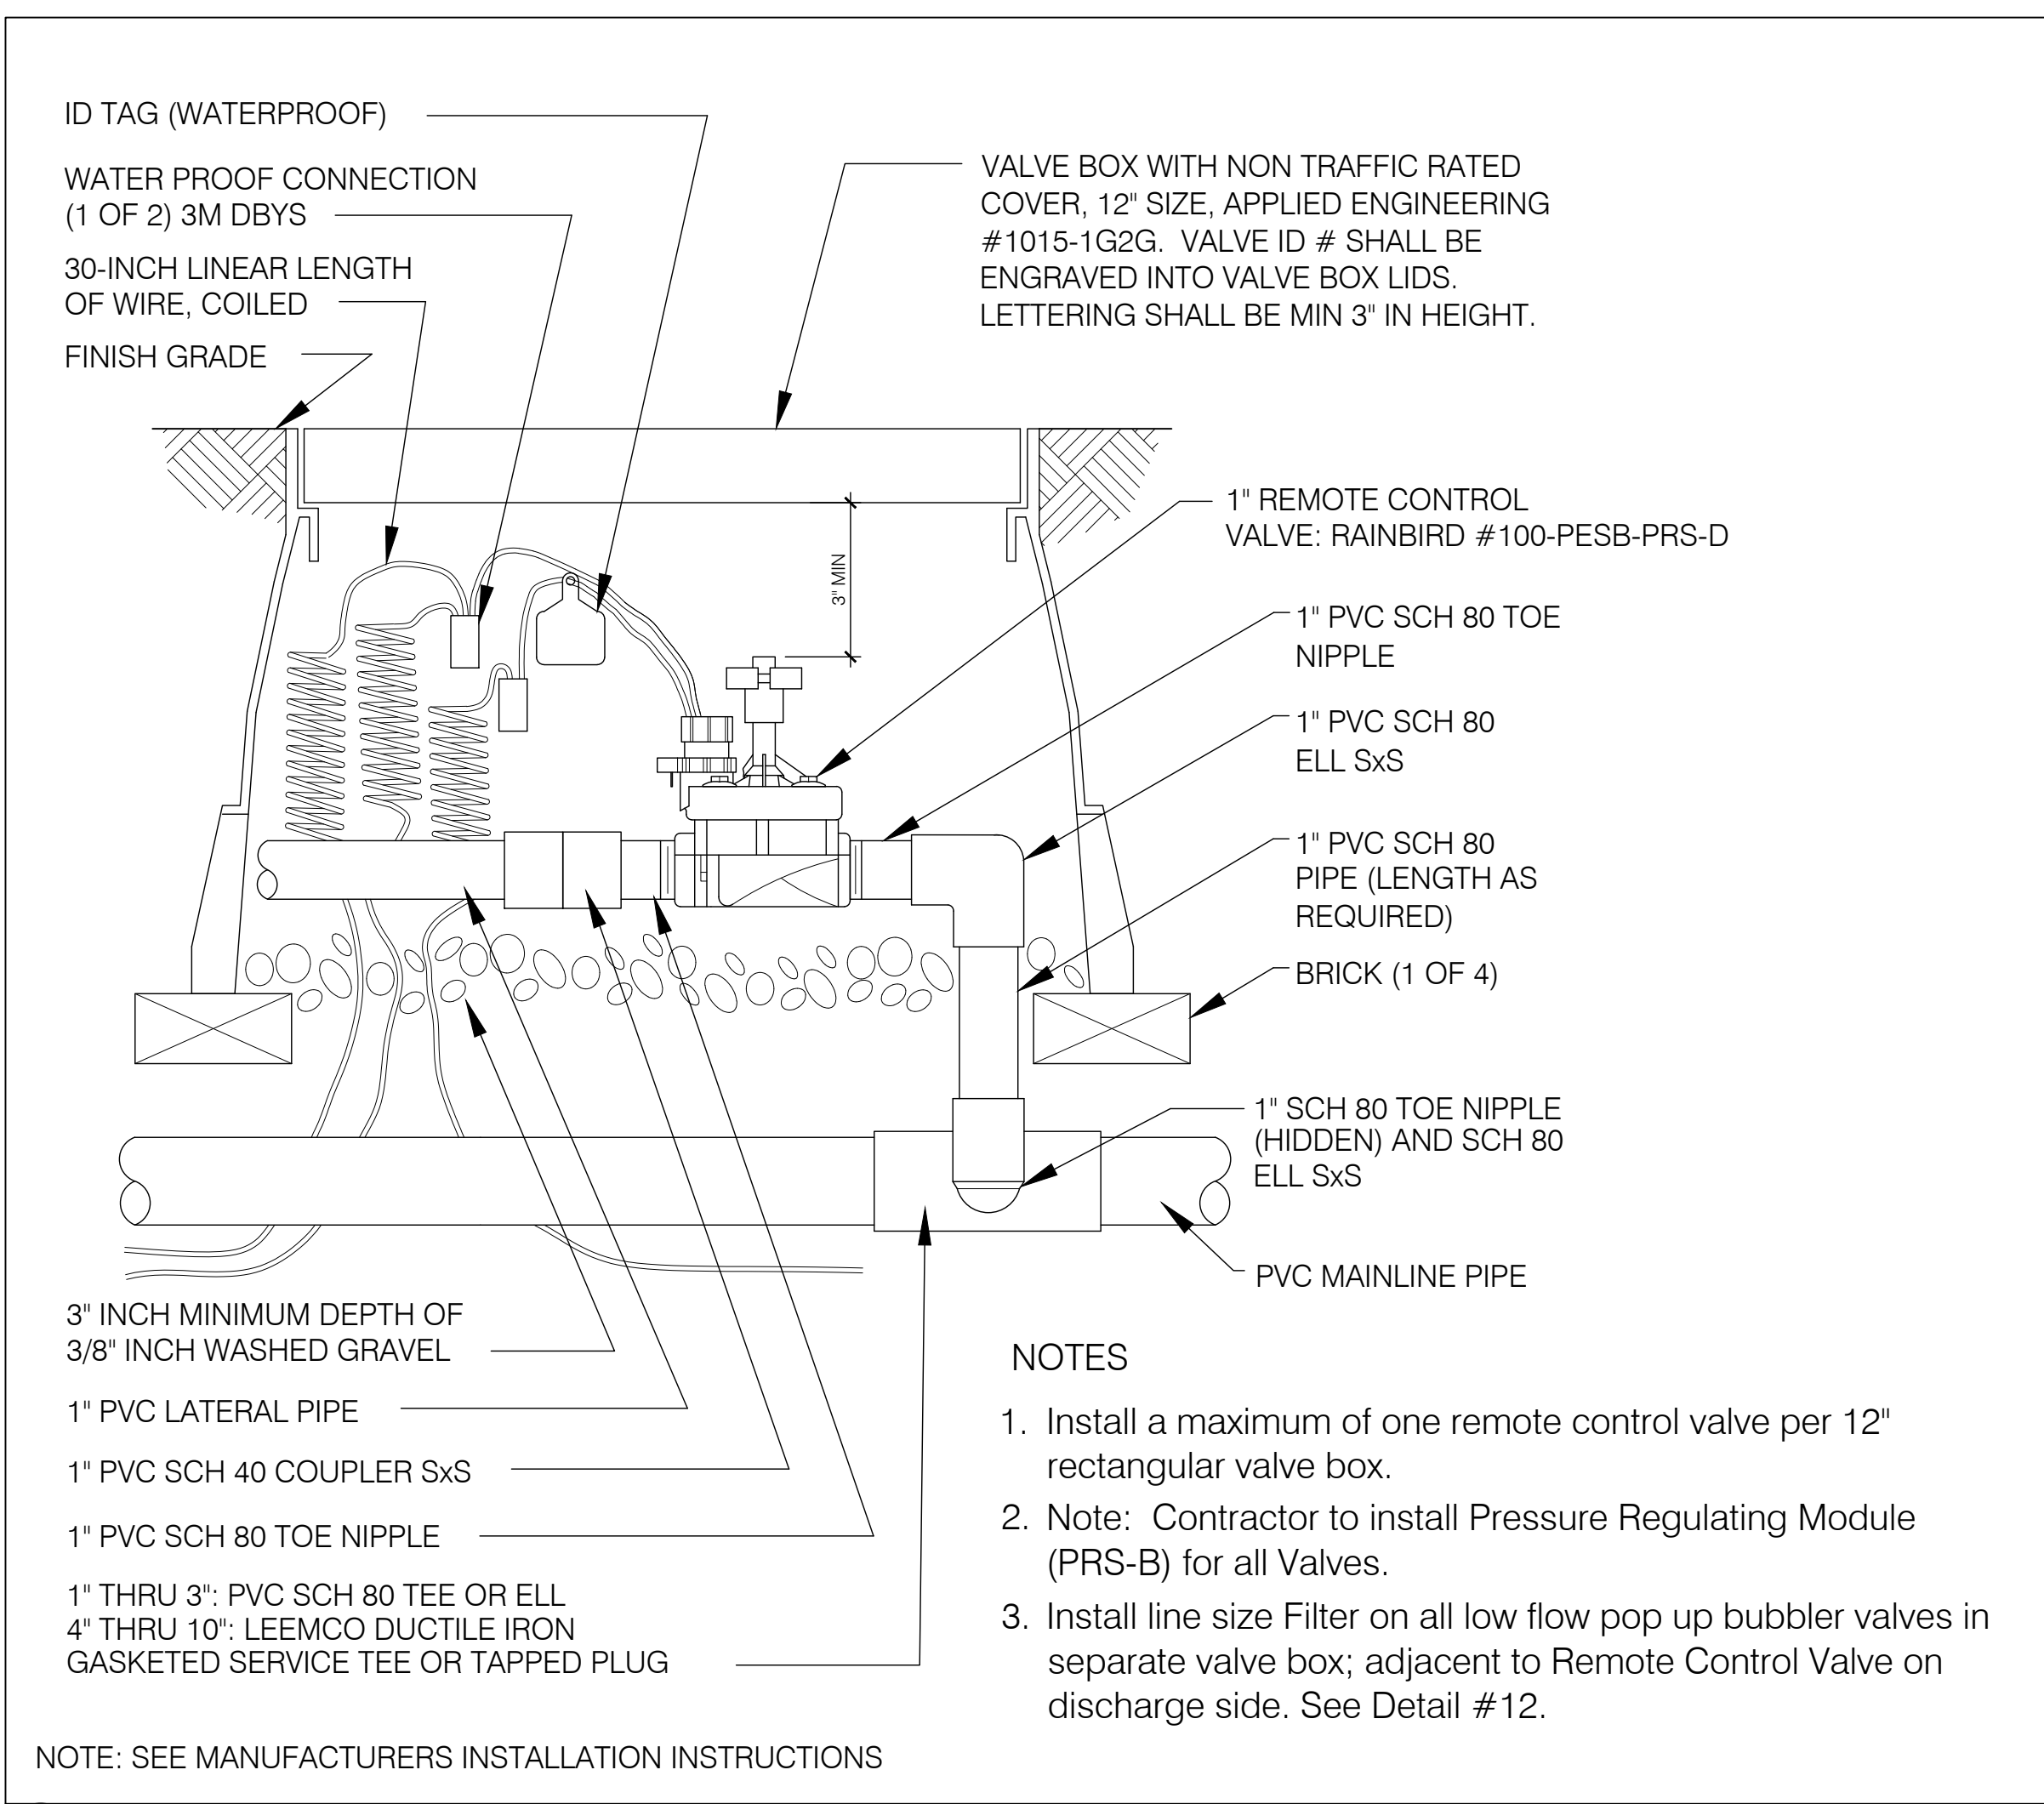 ID TAG (WATERPROOF)
WATER PROOF CONNECTION
(1 OF 2) 3M DBYS
30-INCH LINEAR LENGTH
OF WIRE, COILED
FINISH GRADE
VALVE BOX WITH NON TRAFFIC RATED
COVER, 12" SIZE, APPLIED ENGINEERING
#1015-1G2G. VALVE ID # SHALL BE
ENGRAVED INTO VALVE BOX LIDS.
LETTERING SHALL BE MIN 3" IN HEIGHT.
3" MIN
1" REMOTE CONTROL
VALVE: RAINBIRD #100-PESB-PRS-D
1" PVC SCH 80 TOE
NIPPLE
1" PVC SCH 80
ELL SxS
1" PVC SCH 80
PIPE (LENGTH AS
REQUIRED)
BRICK (1 OF 4)
1" SCH 80 TOE NIPPLE
(HIDDEN) AND SCH 80
ELL SxS
PVC MAINLINE PIPE
3" INCH MINIMUM DEPTH OF
3/8" INCH WASHED GRAVEL
1" PVC LATERAL PIPE
1" PVC SCH 40 COUPLER SxS
1" PVC SCH 80 TOE NIPPLE
1" THRU 3": PVC SCH 80 TEE OR ELL
4" THRU 10": LEEMCO DUCTILE IRON
GASKETED SERVICE TEE OR TAPPED PLUG
NOTES
1. Install a maximum of one remote control valve per 12"
rectangular valve box.
2. Note: Contractor to install Pressure Regulating Module
(PRS-B) for all Valves.
3. Install line size Filter on all low flow pop up bubbler valves in
separate valve box; adjacent to Remote Control Valve on
discharge side. See Detail #12.
NOTE: SEE MANUFACTURERS INSTALLATION INSTRUCTIONS